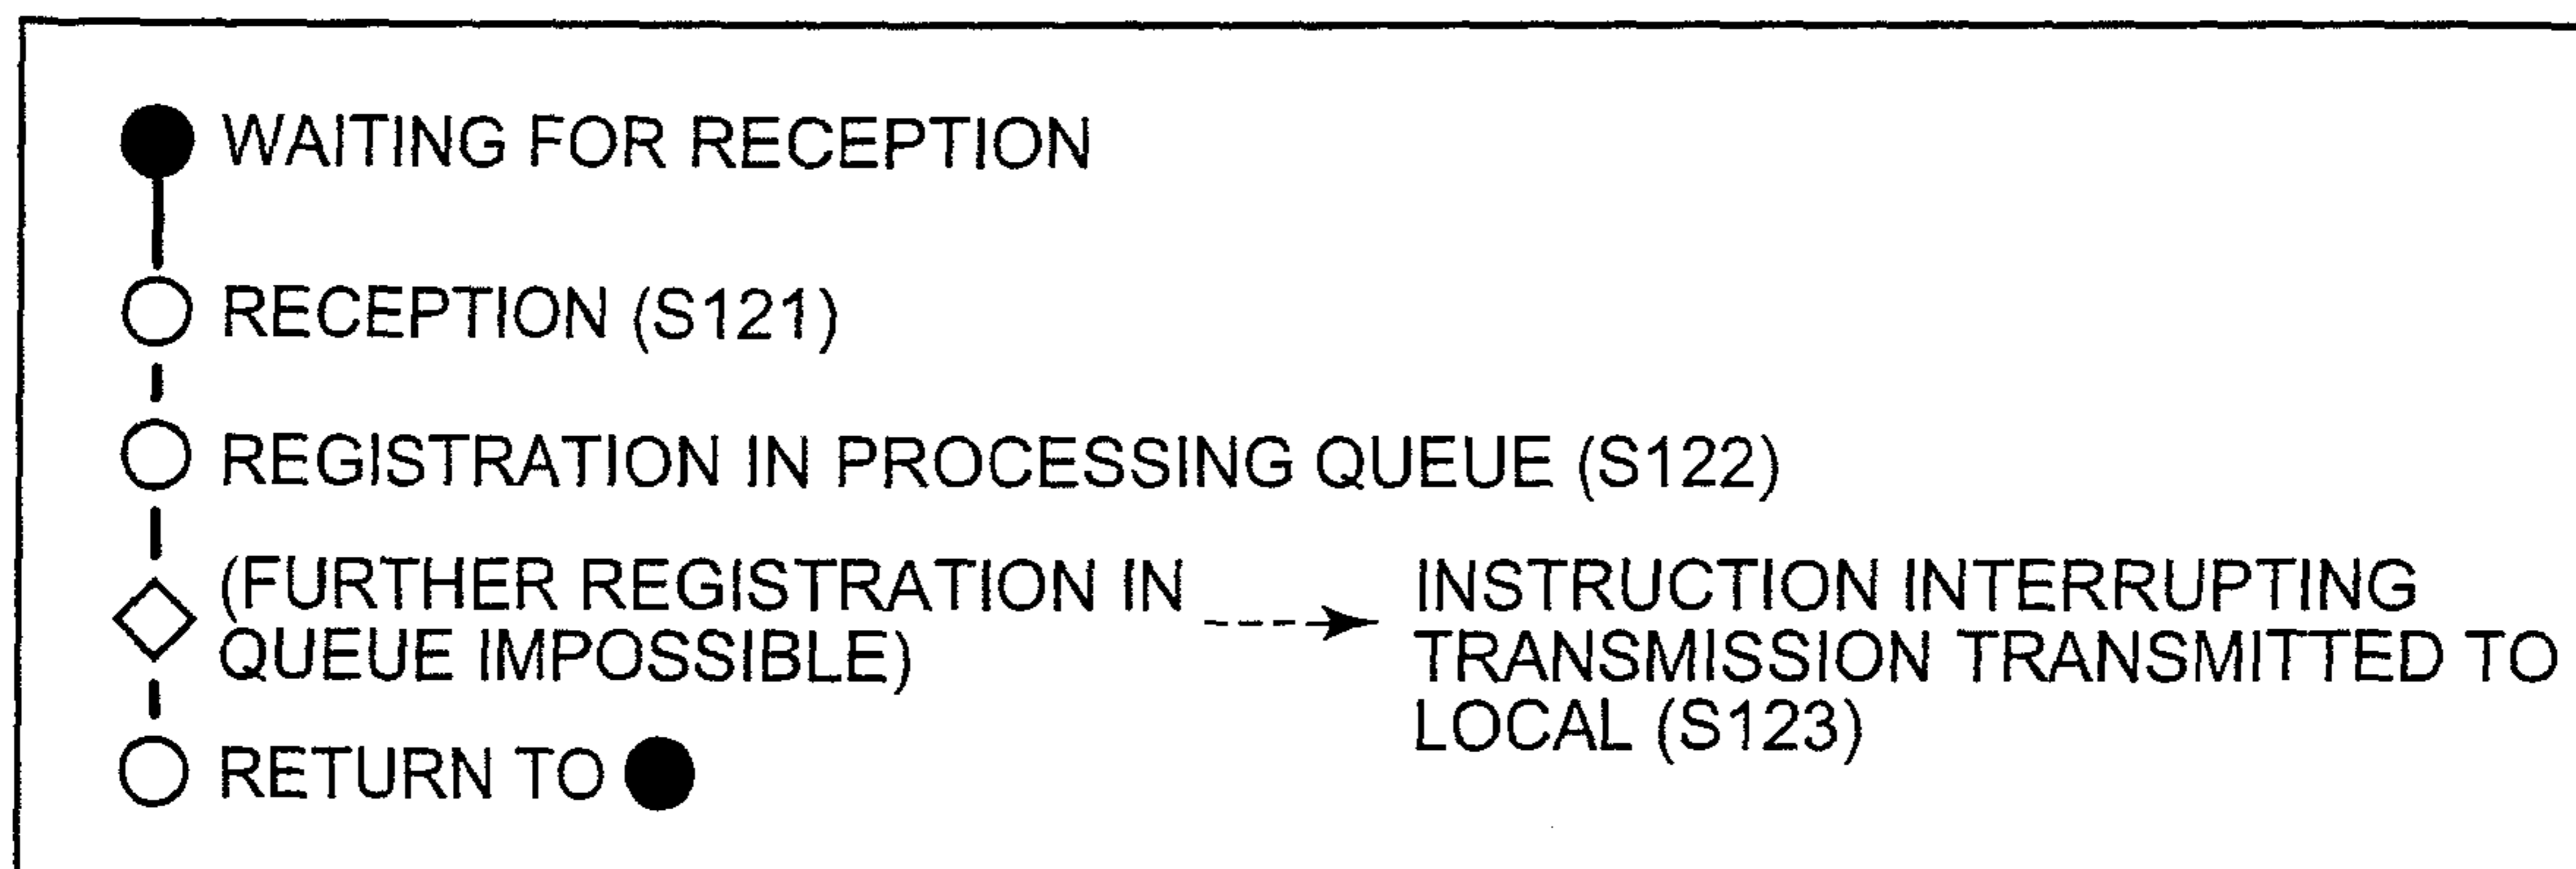 WAITING FOR RECEPTION
RECEPTION (S121)
REGISTRATION IN PROCESSING QUEUE (S122)
(FURTHER REGISTRATION IN
QUEUE IMPOSSIBLE)
INSTRUCTION INTERRUPTING
TRANSMISSION TRANSMITTED TO
LOCAL (S123)
RETURN TO